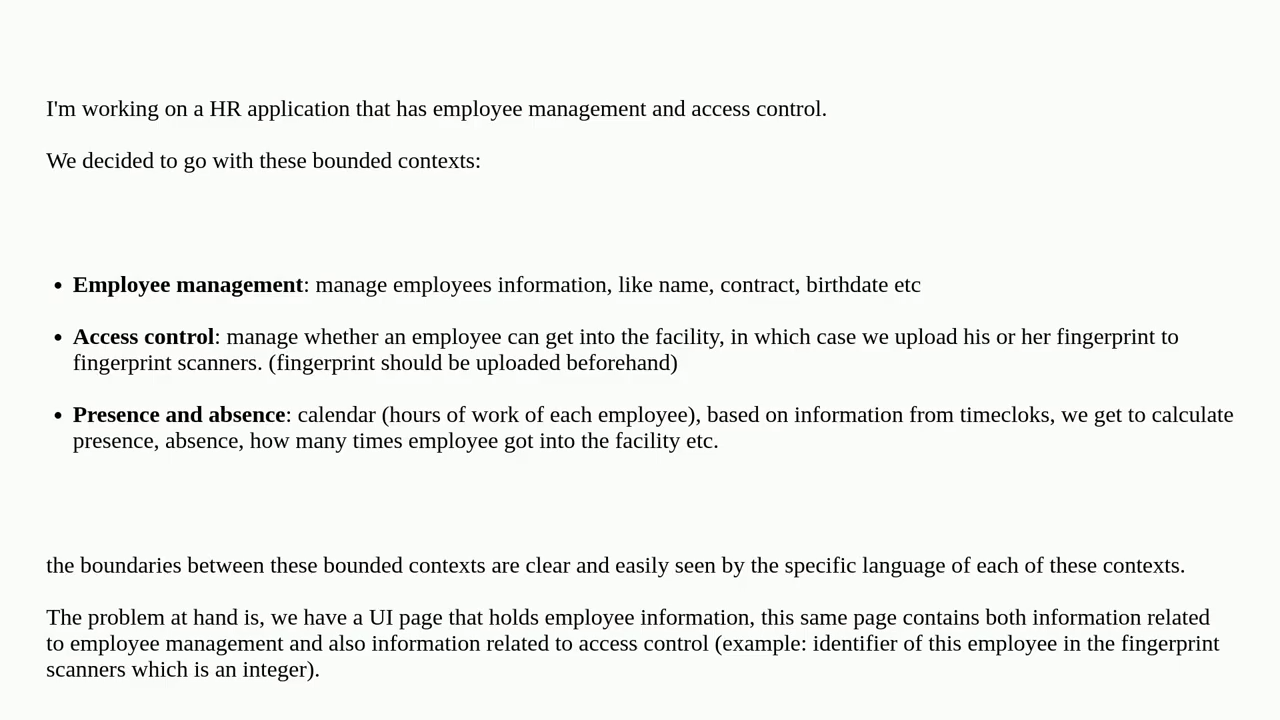 I'm working on a HR application that has employee management and access control.
We decided to go with these bounded contexts:
• Employee management: manage employees information, like name, contract, birthdate etc
• Access control: manage whether an employee can get into the facility, in which case we upload his or her fingerprint to
fingerprint scanners. (fingerprint should be uploaded beforehand)
• Presence and absence: calendar (hours of work of each employee), based on information from timecloks, we get to calculate
presence, absence, how many times employee got into the facility etc.
the boundaries between these bounded contexts are clear and easily seen by the specific language of each of these contexts.
The problem at hand is, we have a UI page that holds employee information, this same page contains both information related
to employee management and also information related to access control (example: identifier of this employee in the fingerprint
scanners which is an integer).